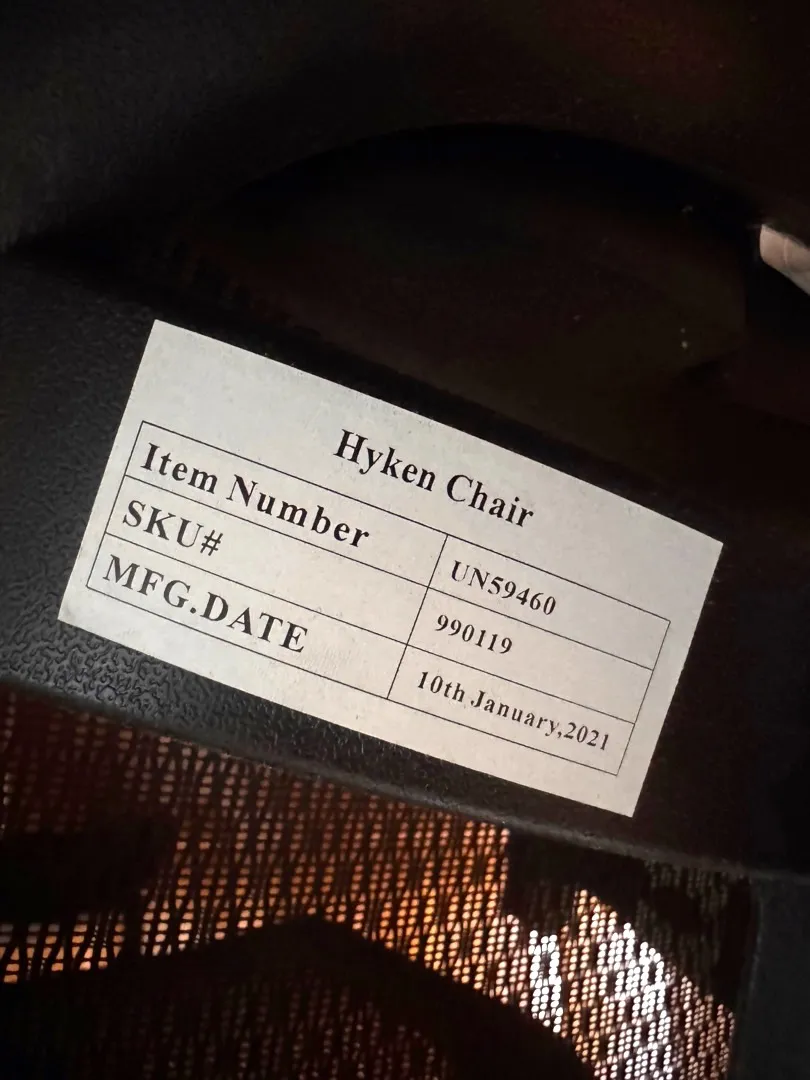 Hyken Chair
Item Number UN59460
SKU# 990119
MFG.DATE 10th January,2021